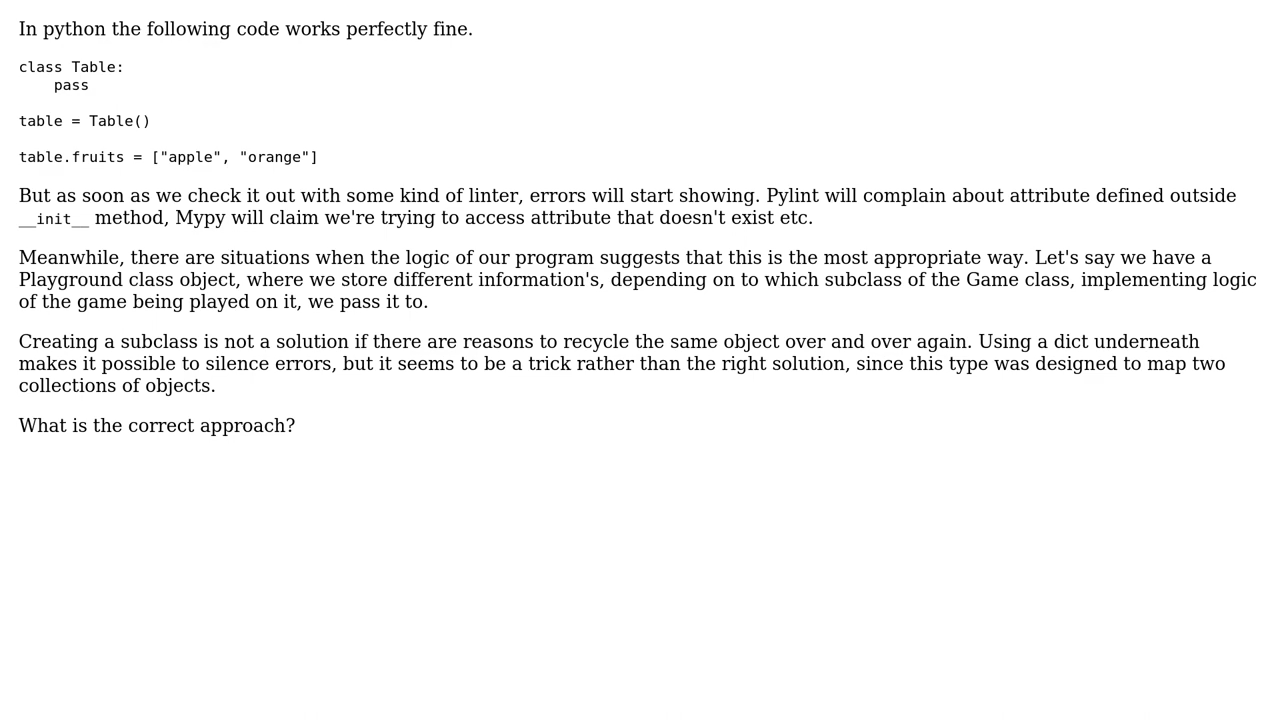 In python the following code works perfectly fine.
class Table:
    pass
table = Table()
table.fruits = ["apple", "orange"]
But as soon as we check it out with some kind of linter, errors will start showing. Pylint will complain about attribute defined outside
__init__ method, Mypy will claim we're trying to access attribute that doesn't exist etc.
Meanwhile, there are situations when the logic of our program suggests that this is the most appropriate way. Let's say we have a
Playground class object, where we store different information's, depending on to which subclass of the Game class, implementing logic
of the game being played on it, we pass it to.
Creating a subclass is not a solution if there are reasons to recycle the same object over and over again. Using a dict underneath
makes it possible to silence errors, but it seems to be a trick rather than the right solution, since this type was designed to map two
collections of objects.
What is the correct approach?